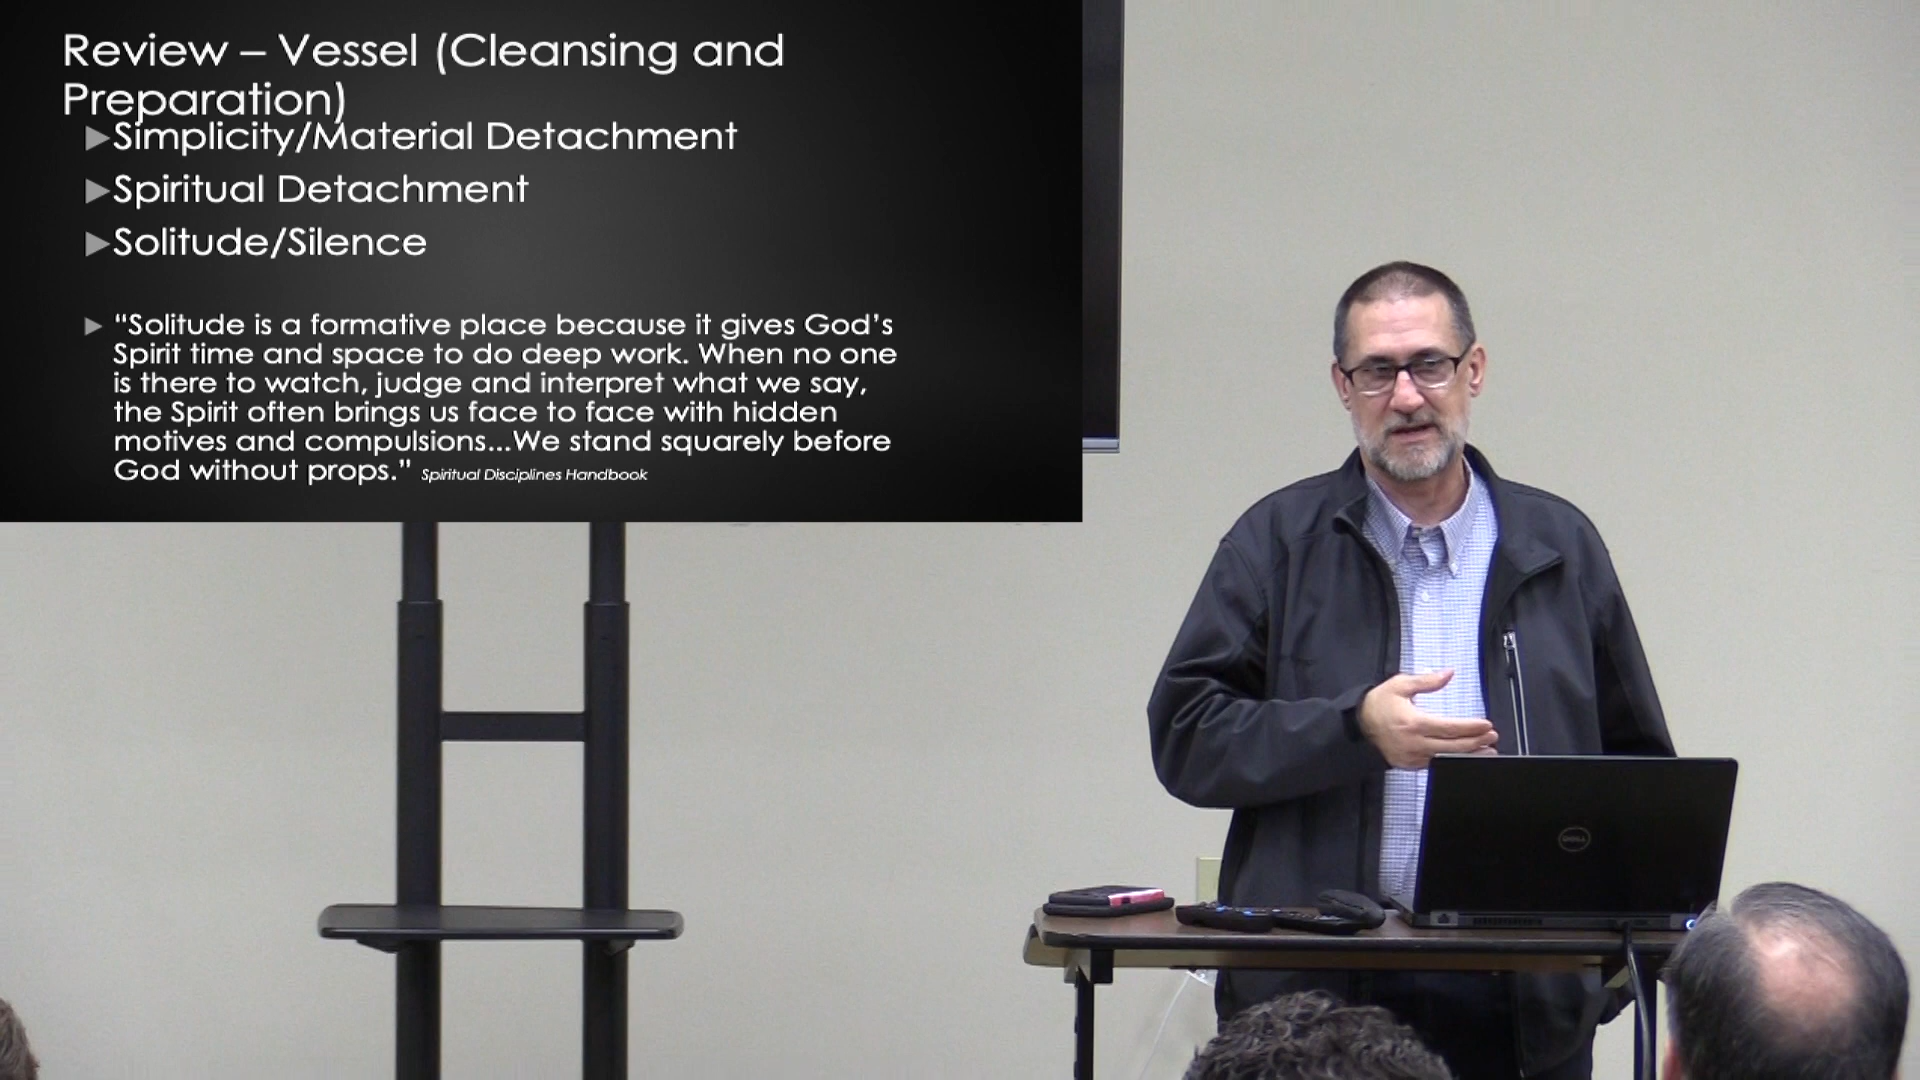 Review – Vessel (Cleansing and
Preparation)
▶Simplicity/Material Detachment
▶Spiritual Detachment
▶Solitude/Silence
▶ “Solitude is a formative place because it gives God’s
Spirit time and space to do deep work. When no one
is there to watch, judge and interpret what we say,
the Spirit often brings us face to face with hidden
motives and compulsions...We stand squarely before
God without props.” Spiritual Disciplines Handbook
DELL